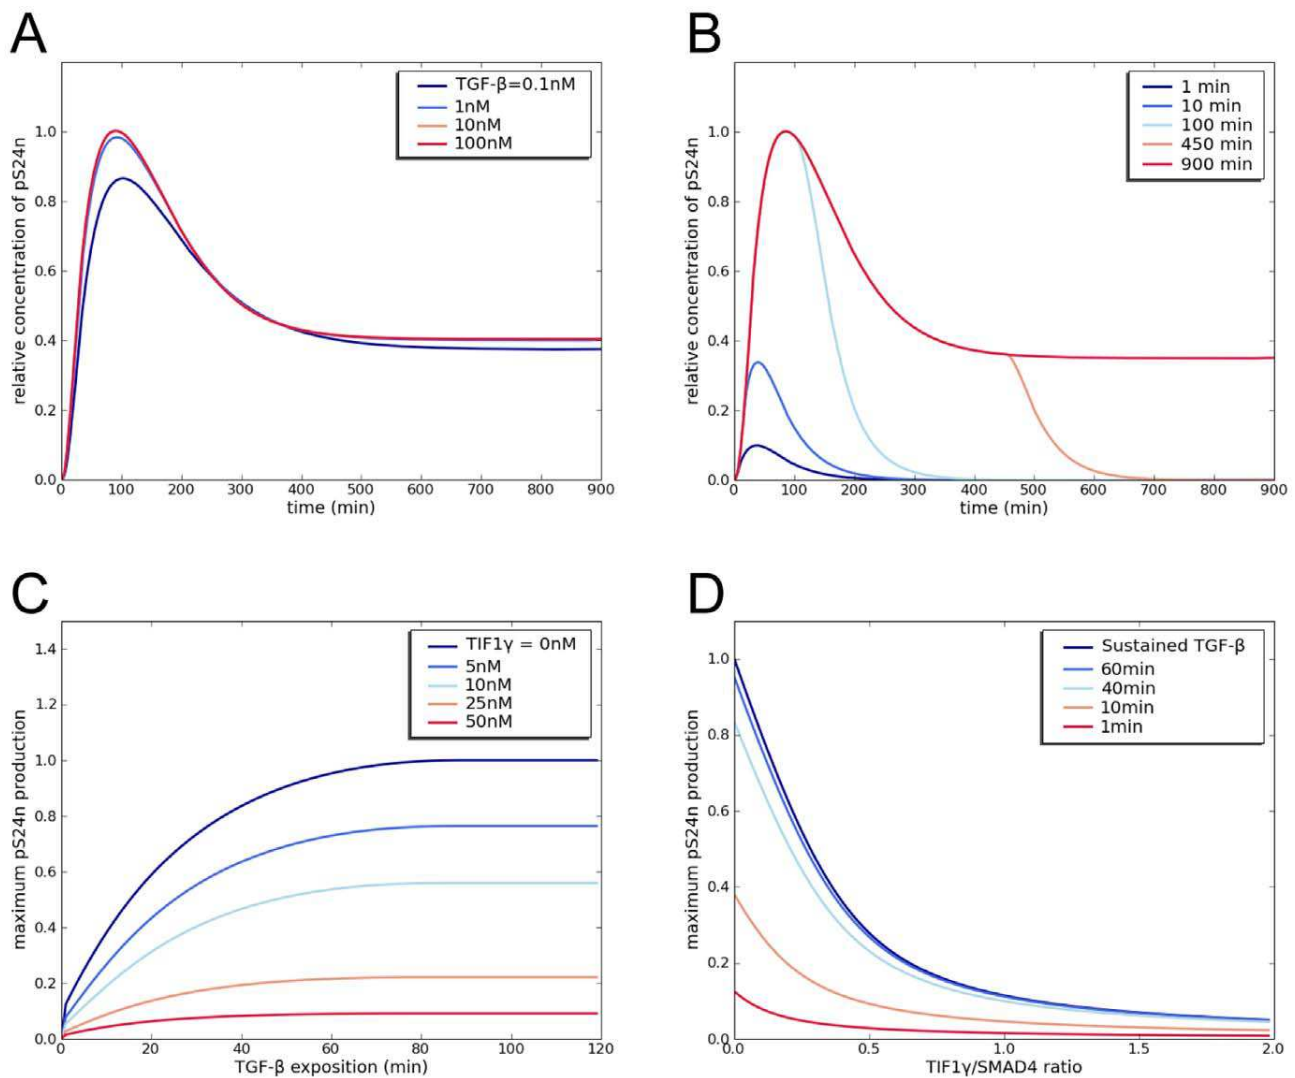 A
TGF-β=0.1nM
1nM
10nM
100nM
relative concentration of pS24n
1.0
0.8
0.6
0.4
0.2
0.0
0 100 200 300 400 500 600 700 800 900
time (min)
B
1 min
10 min
100 min
450 min
900 min
relative concentration of pS24n
1.0
0.8
0.6
0.4
0.2
0.0
0 100 200 300 400 500 600 700 800 900
time (min)
C
TIF1γ = 0nM
5nM
10nM
25nM
50nM
maximum pS24n production
1.4
1.2
1.0
0.8
0.6
0.4
0.2
0.0
0 20 40 60 80 100 120
TGF-β exposition (min)
D
Sustained TGF-β
60min
40min
10min
1min
maximum pS24n production
1.0
0.8
0.6
0.4
0.2
0.0
0.0 0.5 1.0 1.5 2.0
TIF1γ/SMAD4 ratio